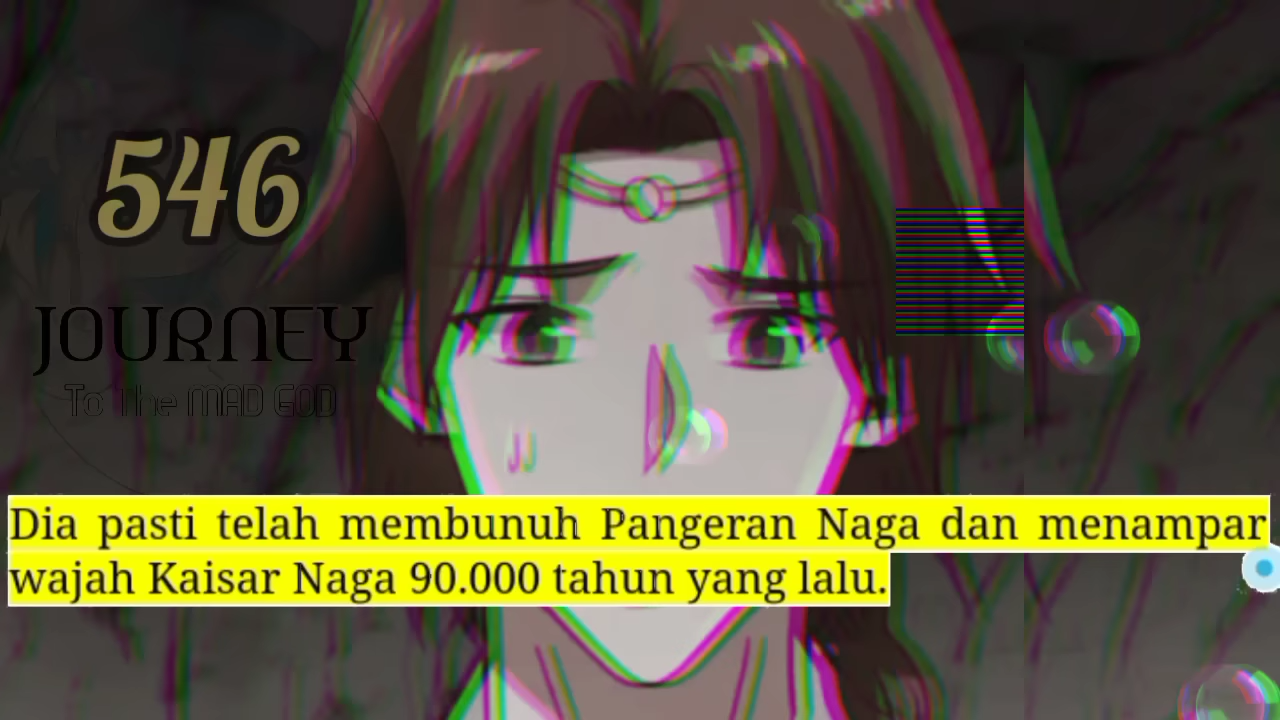 546
JOURNEY
To The MAD GOD
Dia pasti telah membunuh Pangeran Naga dan menampar
wajah Kaisar Naga 90.000 tahun yang lalu.